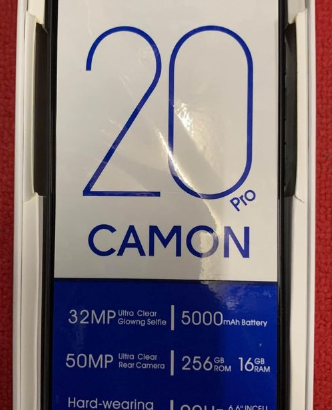 20 Pro
CAMON
32MP Ultra Clear Glowing Selfie | 5000mAh Battery
50MP Ultra Clear Rear Camera | 256GB ROM 16GB RAM
Hard-wearing